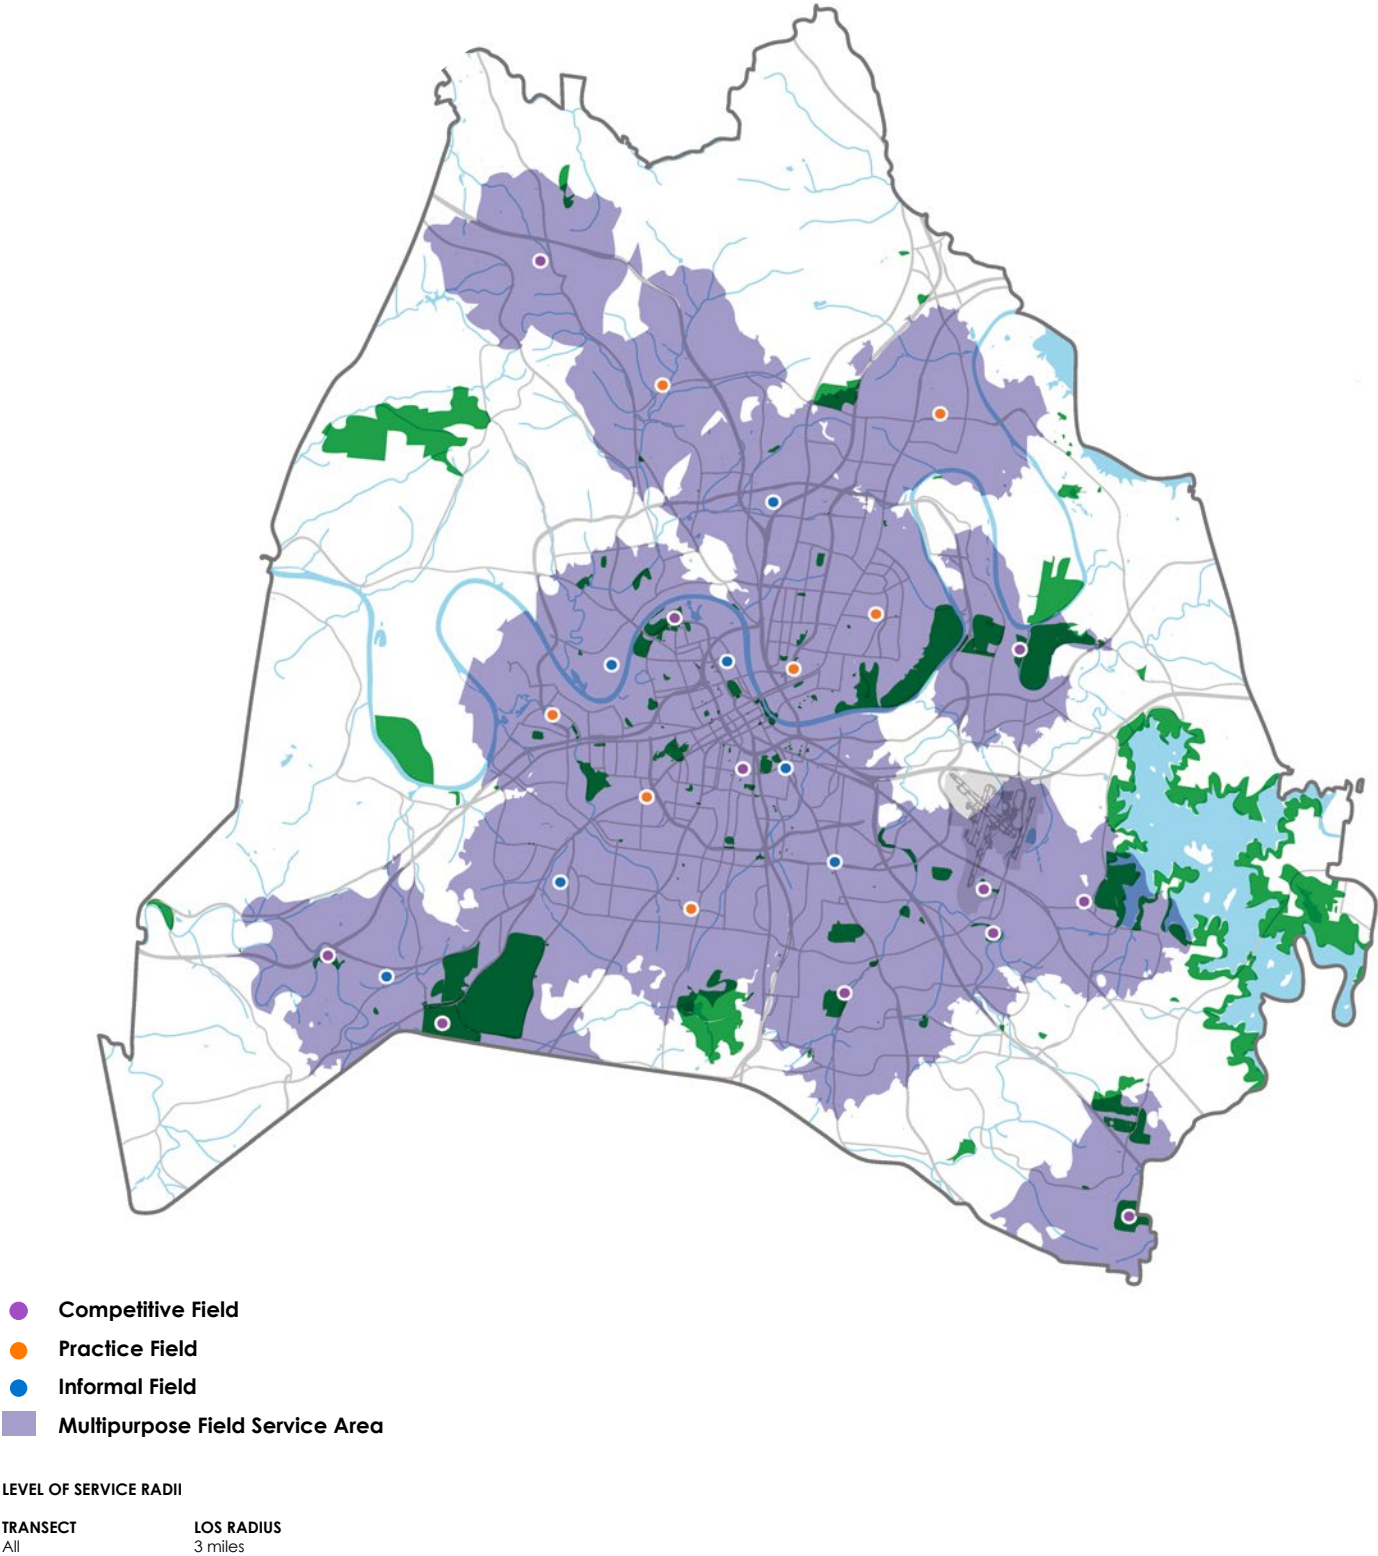 Competitive Field
Practice Field
Informal Field
Multipurpose Field Service Area
LEVEL OF SERVICE RADII
TRANSECT LOS RADIUS
All 3 miles